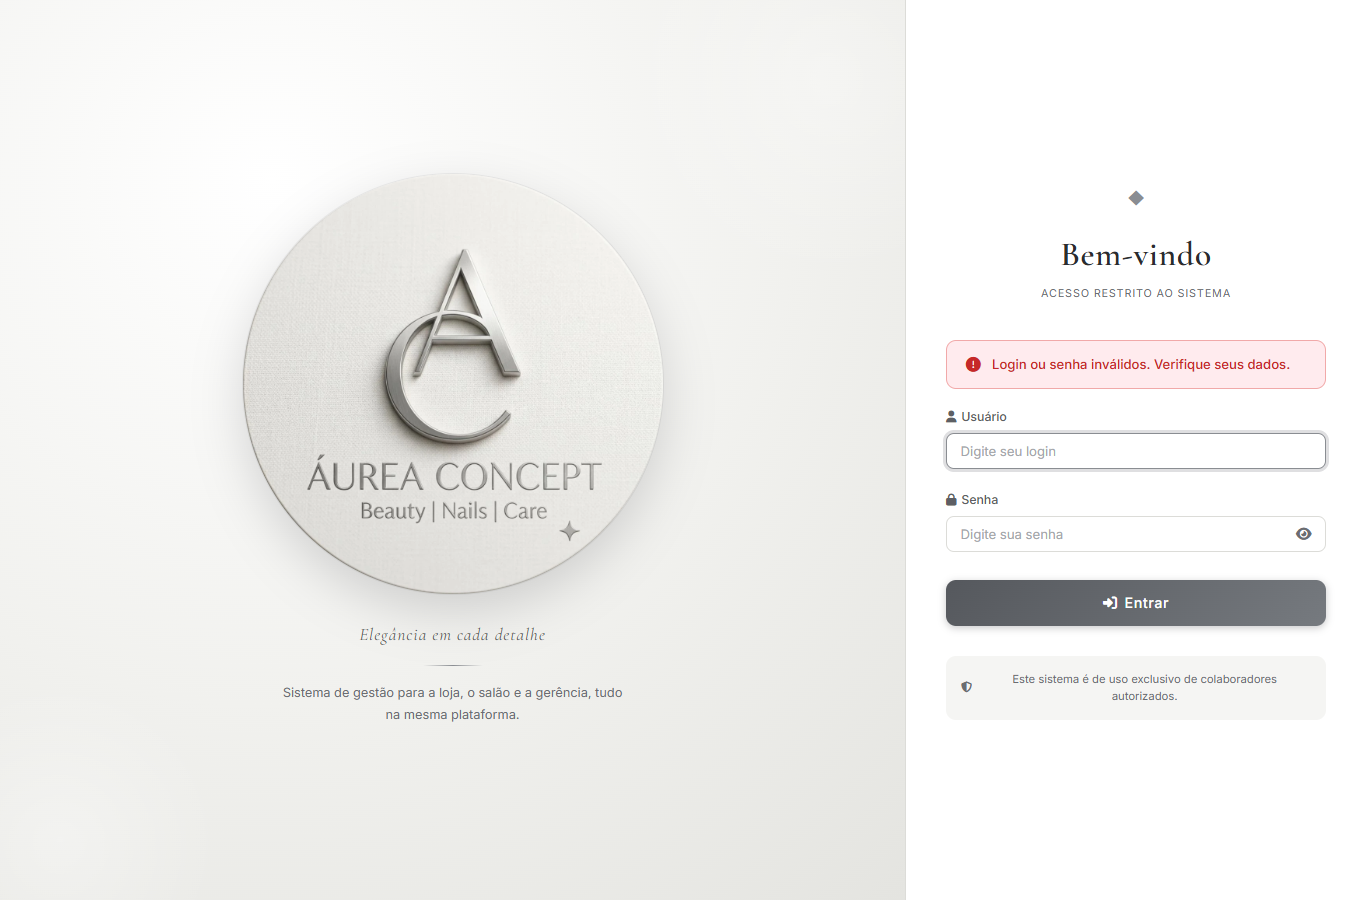 ÁUREA CONCEPT
Beauty | Nails | Care
Elegância em cada detalhe
Sistema de gestão para a loja, o salão e a gerência, tudo
na mesma plataforma.
Bem-vindo
ACESSO RESTRITO AO SISTEMA
Login ou senha inválidos. Verifique seus dados.
Usuário
Digite seu login
Senha
Digite sua senha
Entrar
Este sistema é de uso exclusivo de colaboradores
autorizados.